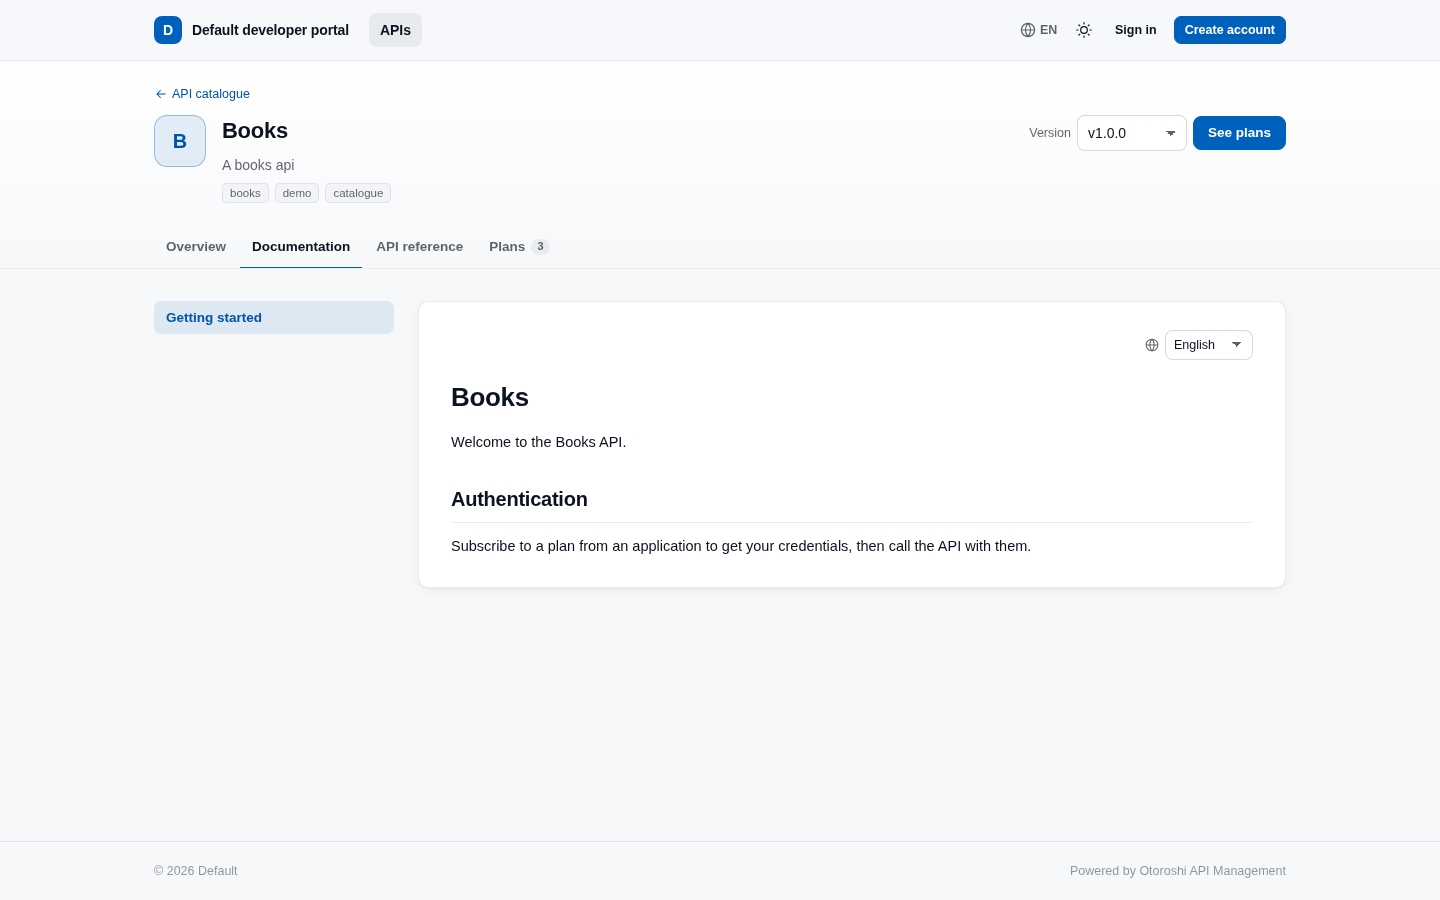 D Default developer portal APIs EN Sign in Create account
API catalogue
B Books Version v1.0.0 See plans
A books api
books demo catalogue
Overview Documentation API reference Plans 3
Getting started
English
Books
Welcome to the Books API.
Authentication
Subscribe to a plan from an application to get your credentials, then call the API with them.
© 2026 Default Powered by Otoroshi API Management